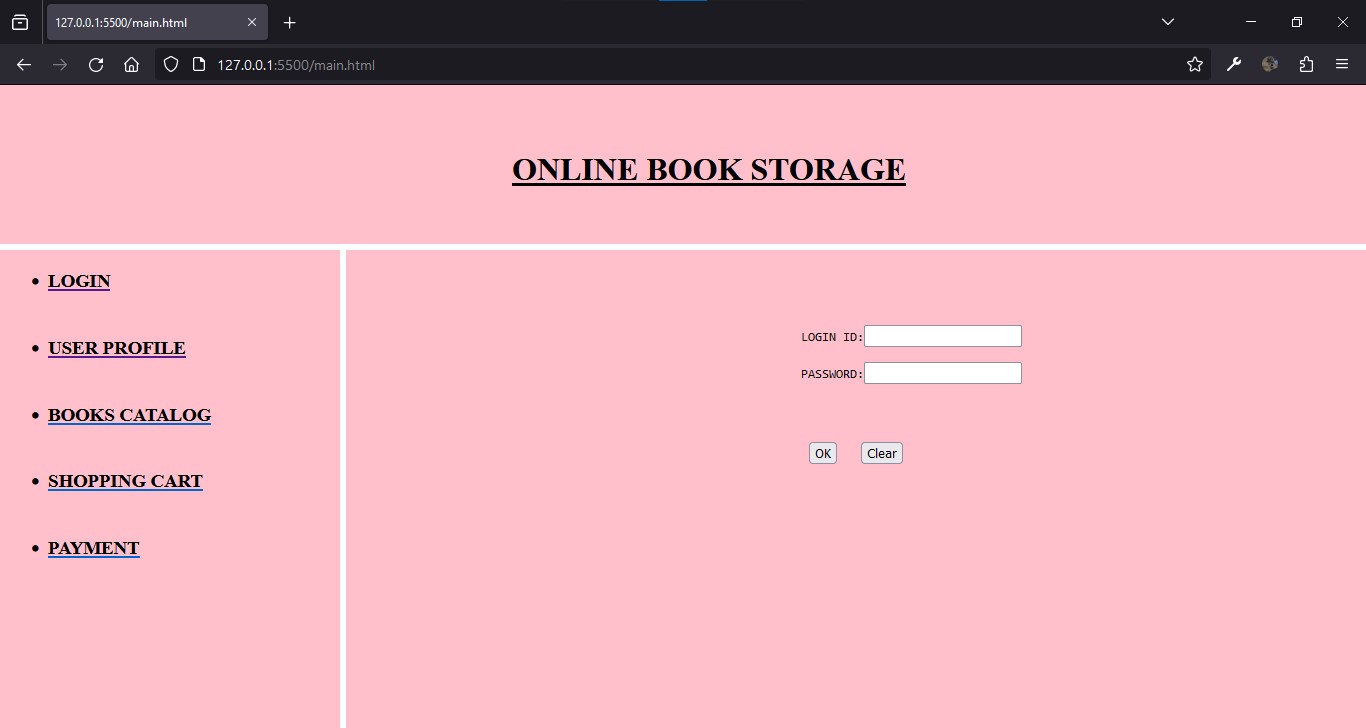 127.0.0.1:5500/main.html
127.0.0.1:5500/main.html
ONLINE BOOK STORAGE
LOGIN
USER PROFILE
BOOKS CATALOG
SHOPPING CART
PAYMENT
LOGIN ID:
PASSWORD:
OK Clear